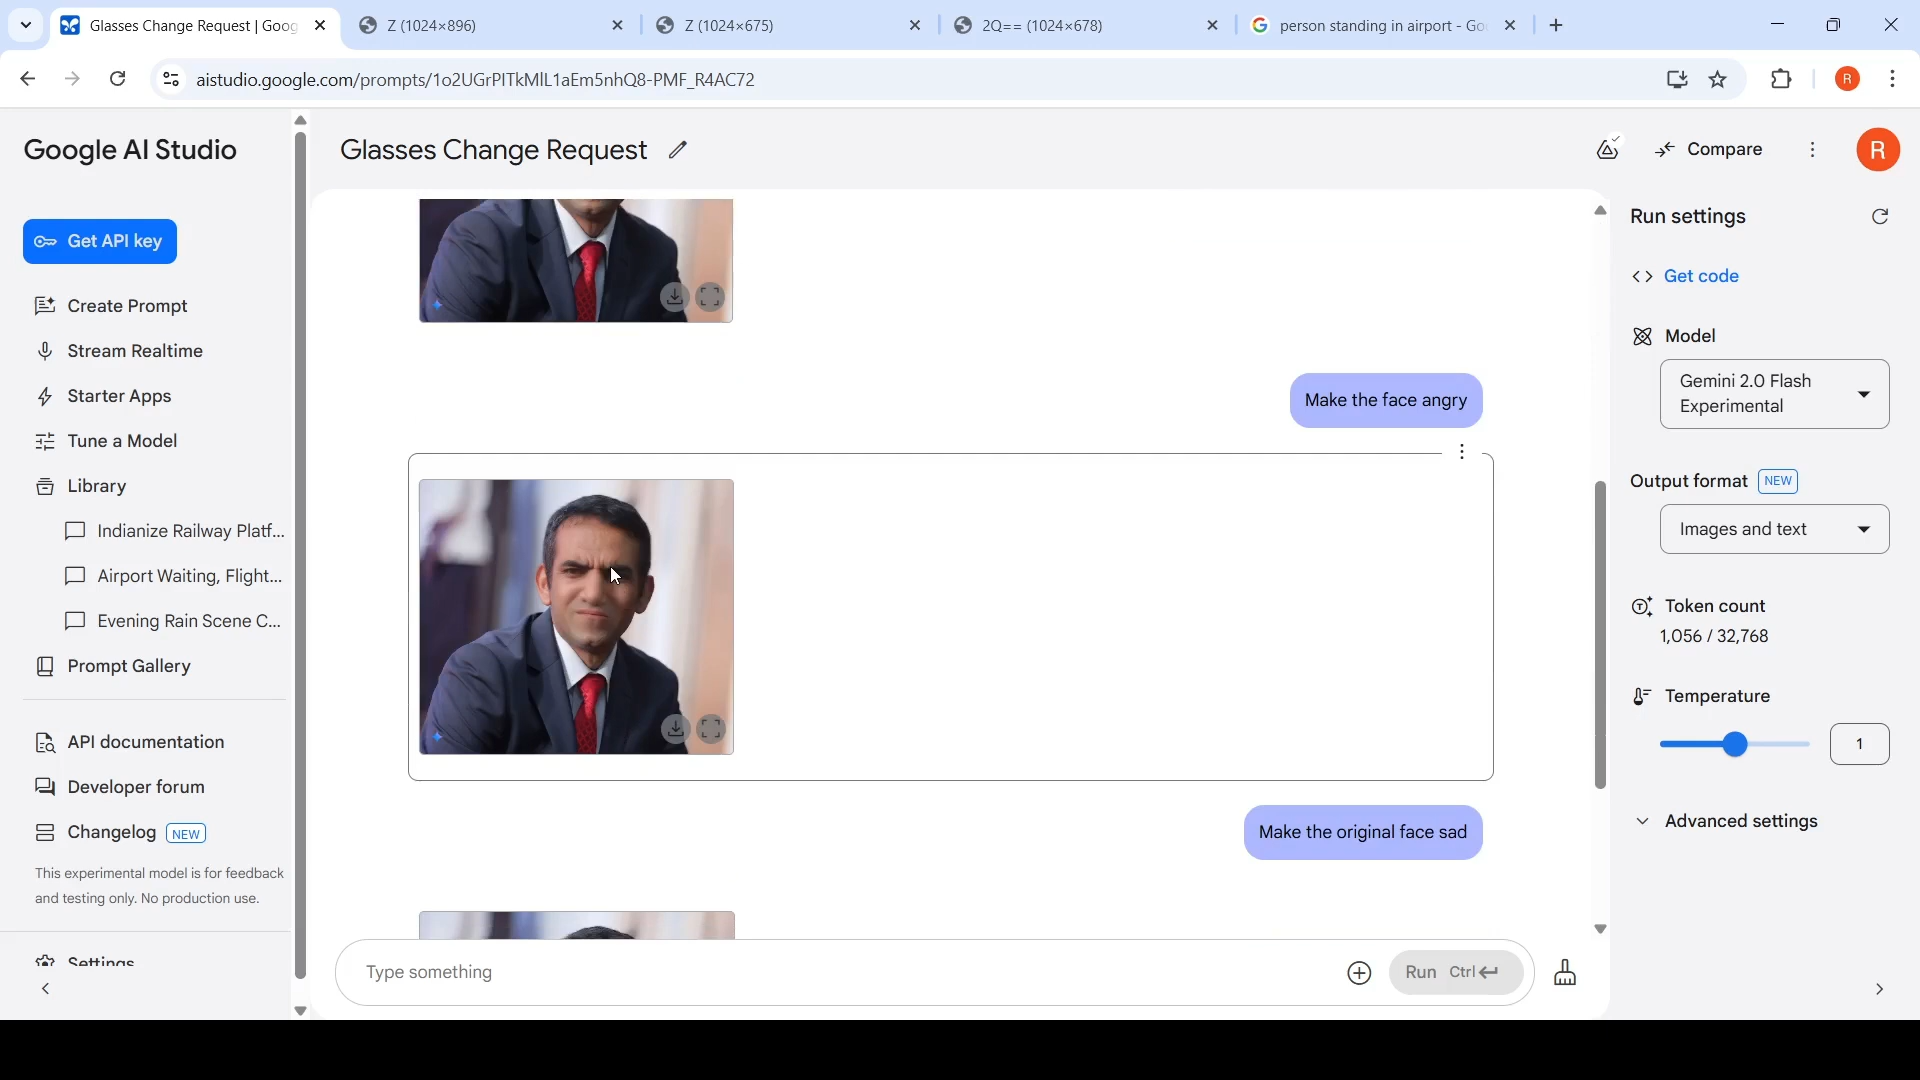 Glasses Change Request | Goog
Z (1024×896)
Z (1024×675)
2Q== (1024×678)
person standing in airport - Go
aistudio.google.com/prompts/1o2UGrPITkMlL1aEm5nhQ8-PMF_R4AC72
R
Google AI Studio
Glasses Change Request
Compare
R
Get API key
Create Prompt
Stream Realtime
Starter Apps
Tune a Model
Library
Indianize Railway Platf...
Airport Waiting, Flight...
Evening Rain Scene C...
Prompt Gallery
API documentation
Developer forum
Changelog NEW
This experimental model is for feedback
and testing only. No production use.
Settings
Make the face angry
Make the original face sad
Type something
Run Ctrl
Run settings
Get code
Model
Gemini 2.0 Flash
Experimental
Output format NEW
Images and text
Token count
1,056 / 32,768
Temperature
1
Advanced settings